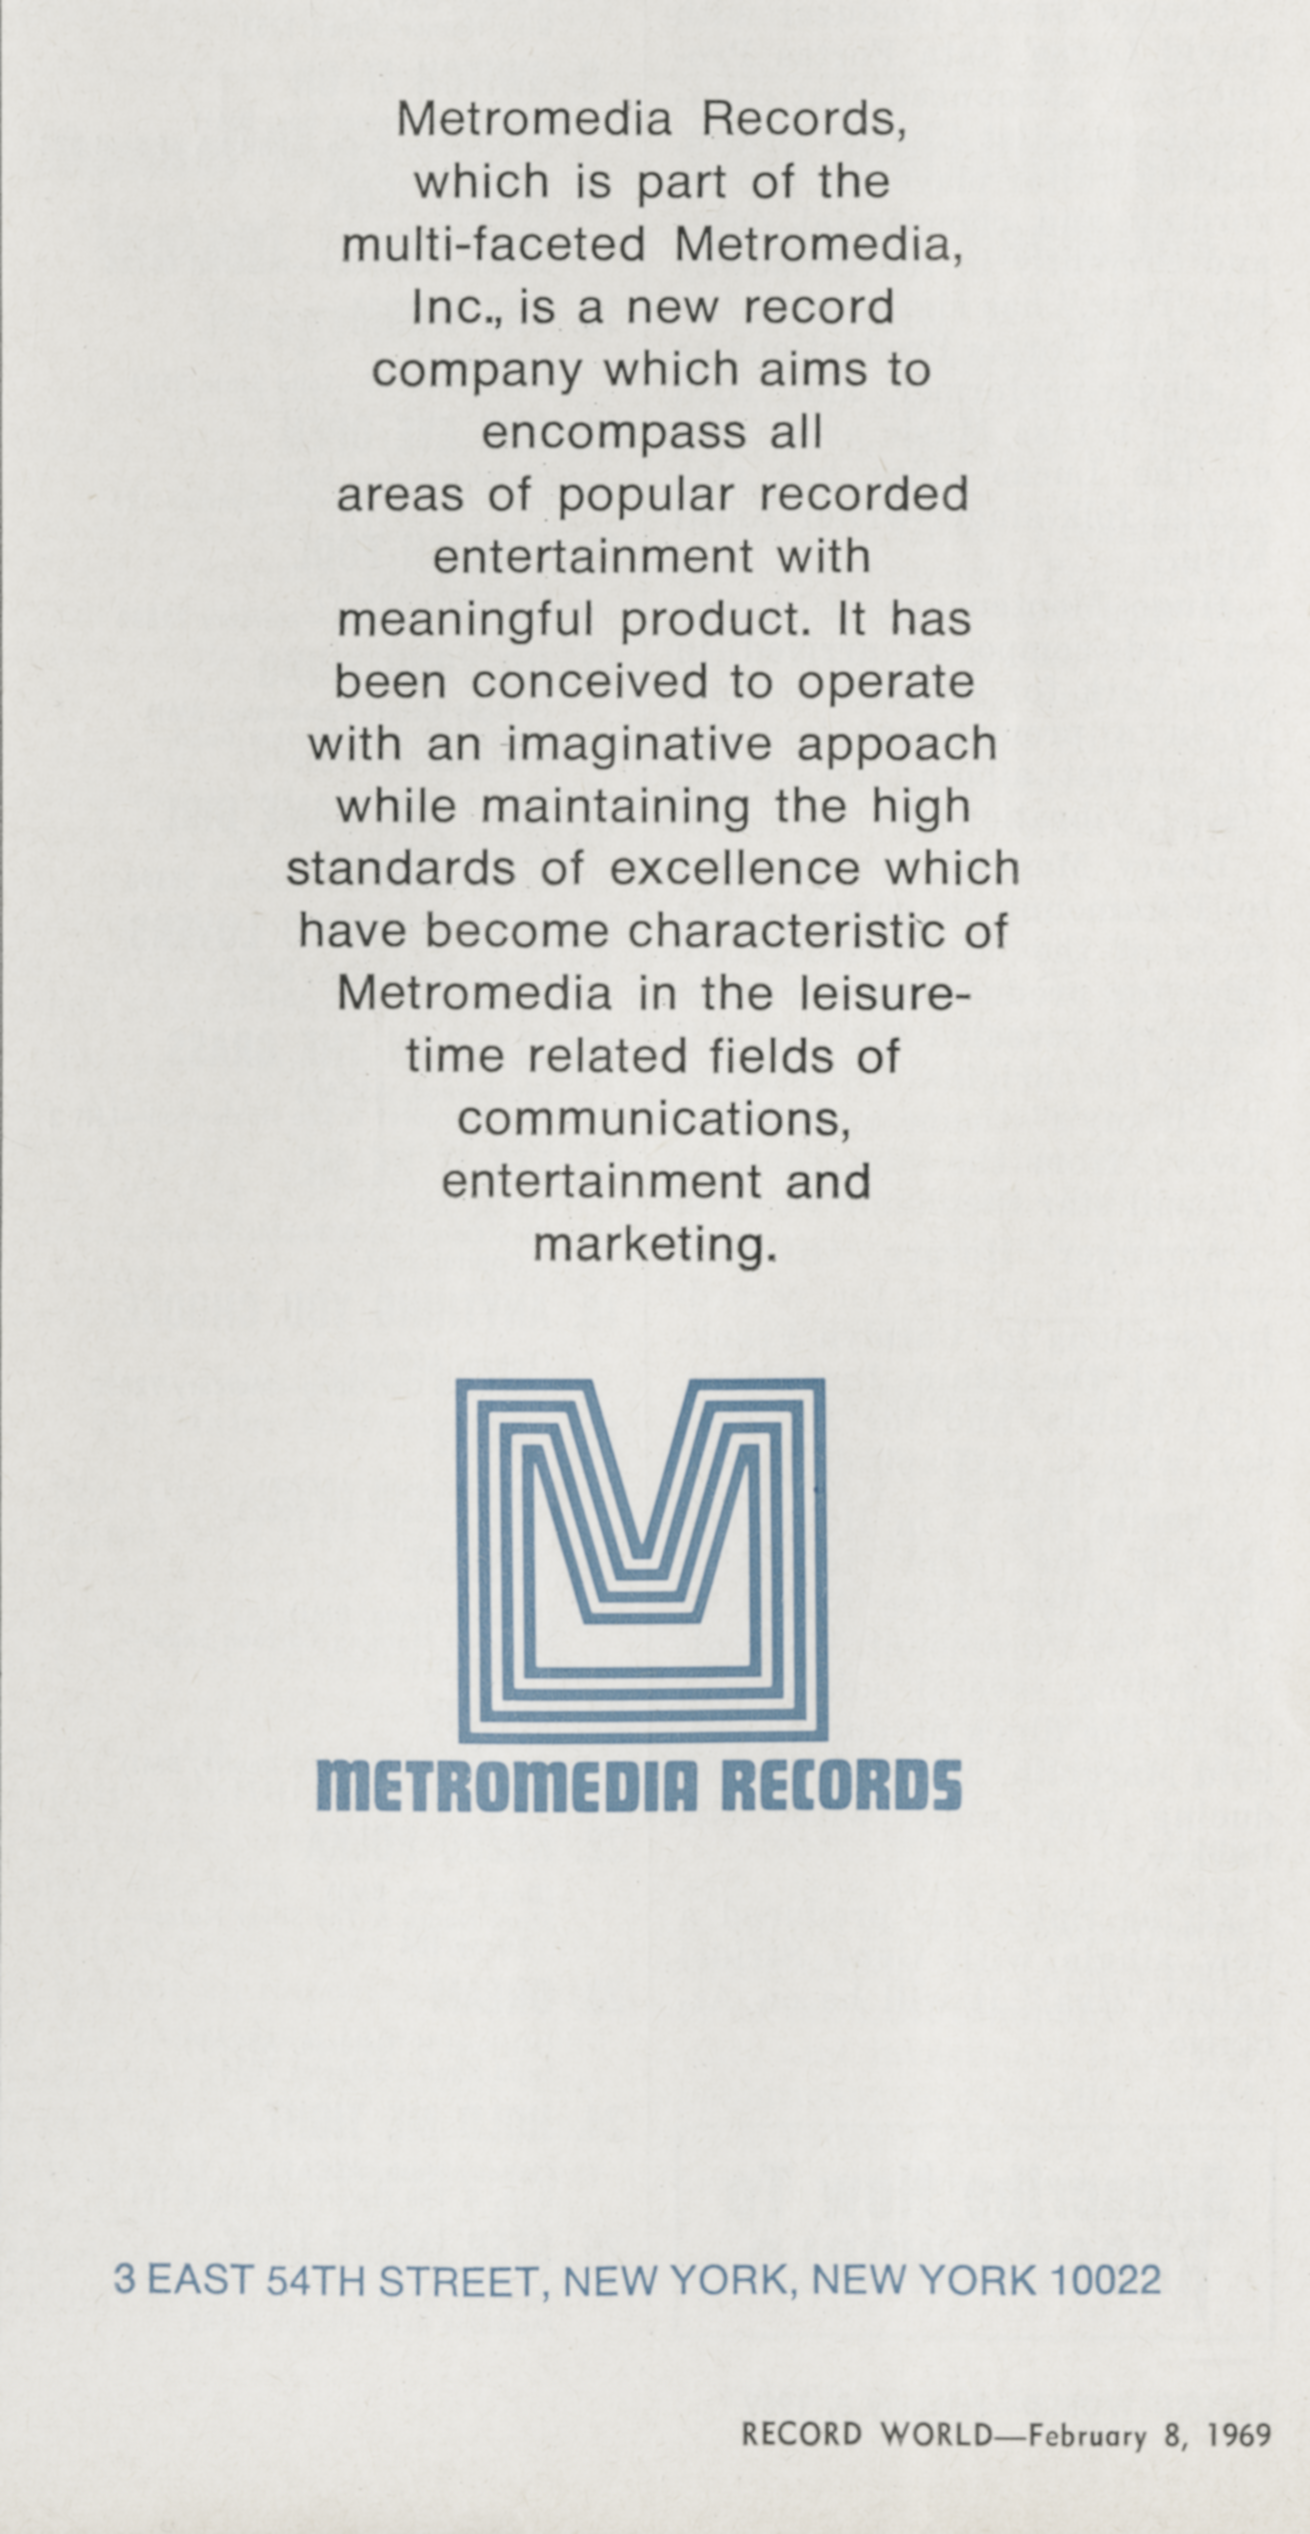 Metromedia Records,
which is part of the
multi-faceted Metromedia,
Inc., is a new record
company which aims to
encompass all
areas of popular recorded
entertainment with
meaningful product. It has
been conceived to operate
with an imaginative appoach
while maintaining the high
standards of excellence which
have become characteristic of
Metromedia in the leisure-
time related fields of
communications,
entertainment and
marketing.
METROMEDIA RECORDS
3 EAST 54TH STREET, NEW YORK, NEW YORK 10022
RECORD WORLD—February 8, 1969